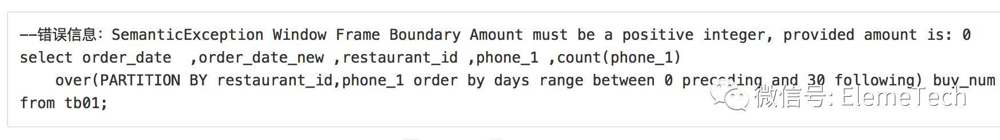 --错误信息：SemanticException Window Frame Boundary Amount must be a positive integer, provided amount is: 0
select order_date  ,order_date_new ,restaurant_id ,phone_1 ,count(phone_1)
    over(PARTITION BY restaurant_id,phone_1 order by days range between 0 preceding and 30 following) buy_num
from tb01;
微信号: ElemeTech